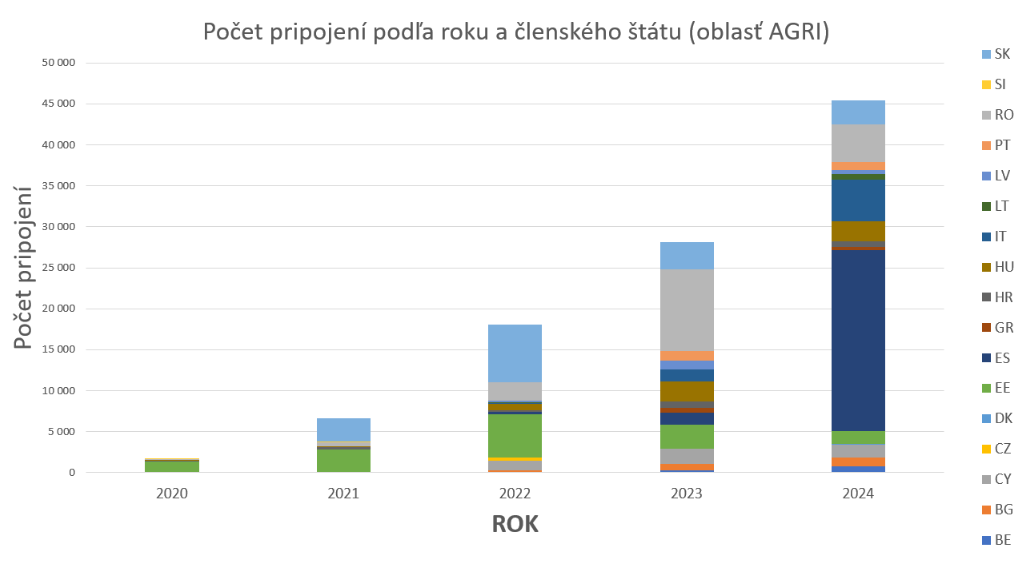 Počet pripojení podľa roku a členského štátu (oblasť AGRI)
Počet pripojení
50 000
45 000
40 000
35 000
30 000
25 000
20 000
15 000
10 000
5 000
0
2020
2021
2022
2023
2024
ROK
SK
SI
RO
PT
LV
LT
IT
HU
HR
GR
ES
EE
DK
CZ
CY
BG
BE